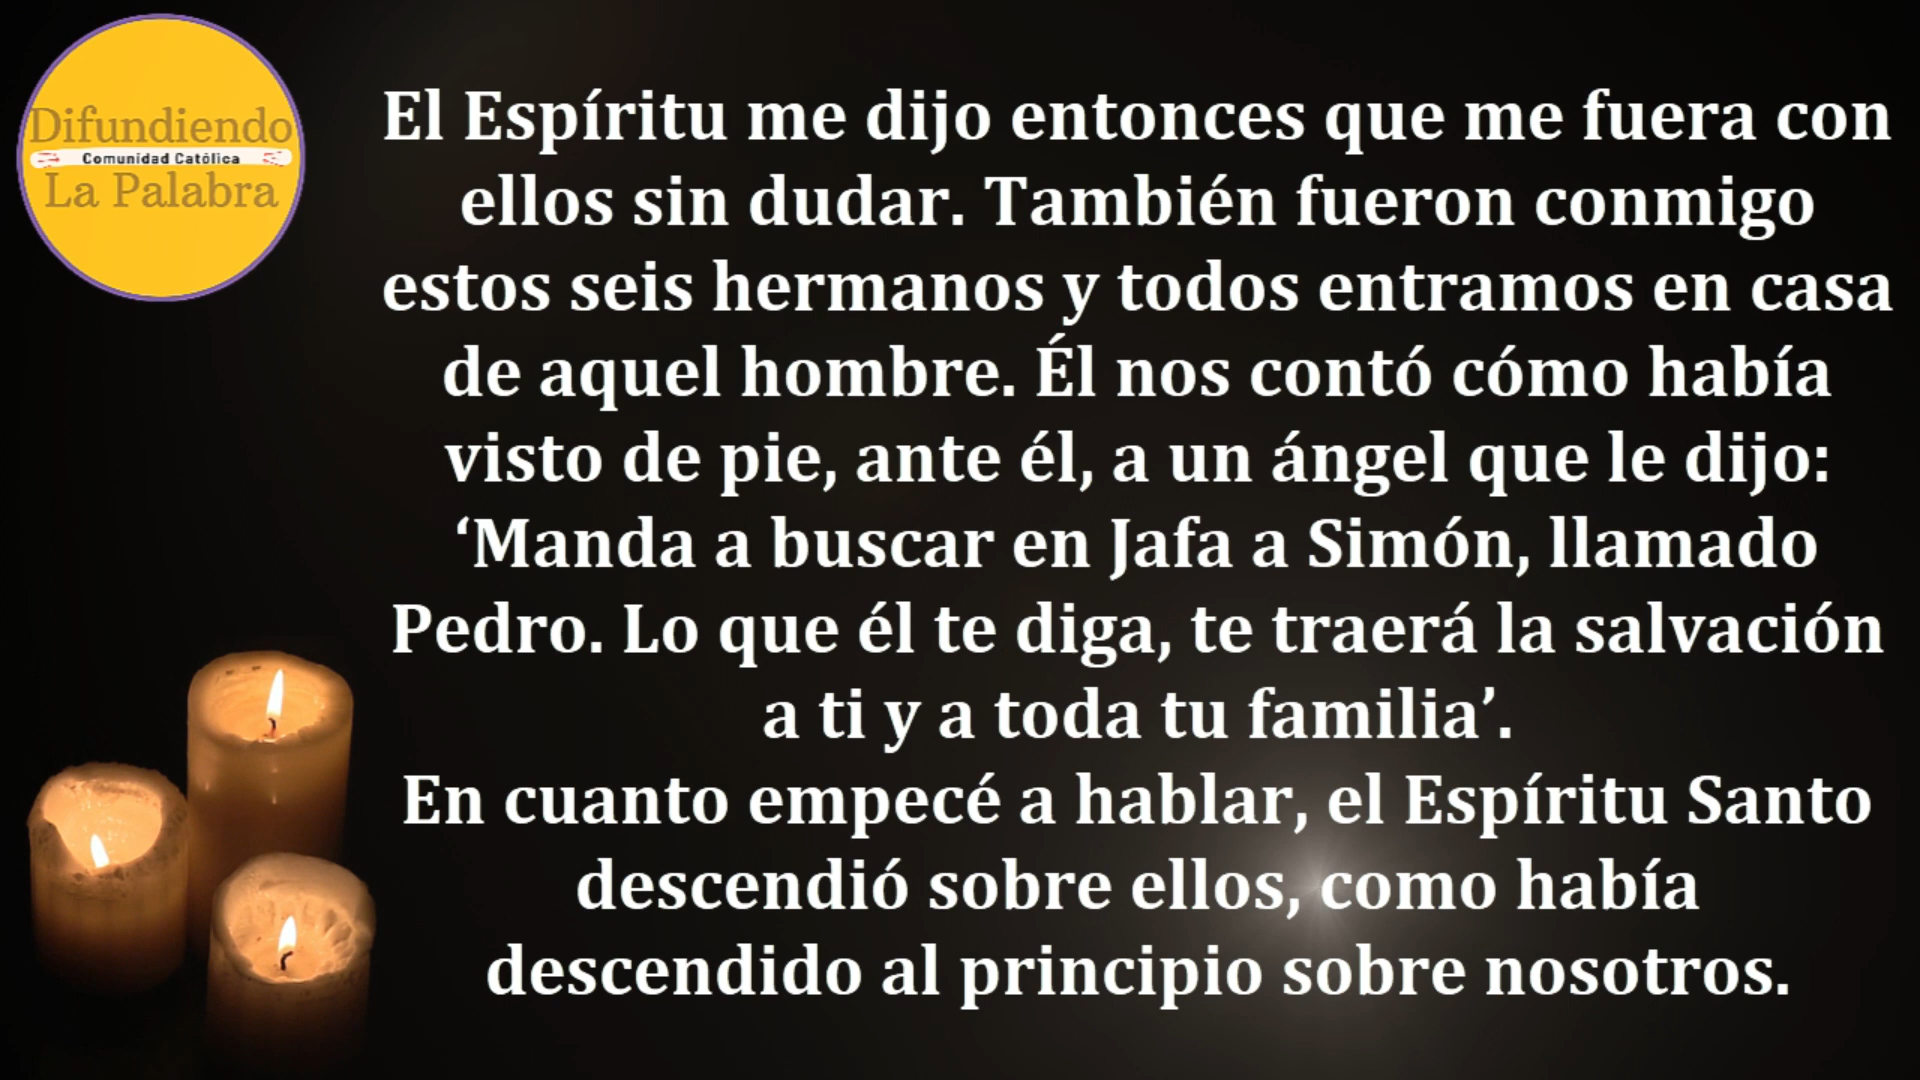 Difundiendo
Comunidad Católica
La Palabra
El Espíritu me dijo entonces que me fuera con
ellos sin dudar. También fueron conmigo
estos seis hermanos y todos entramos en casa
de aquel hombre. Él nos contó cómo había
visto de pie, ante él, a un ángel que le dijo:
‘Manda a buscar en Jafa a Simón, llamado
Pedro. Lo que él te diga, te traerá la salvación
a ti y a toda tu familia’.
En cuanto empecé a hablar, el Espíritu Santo
descendió sobre ellos, como había
descendido al principio sobre nosotros.